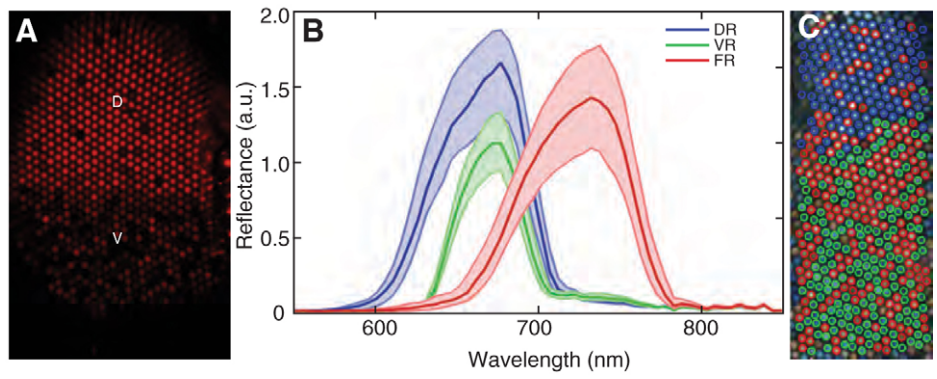 A
D
V
B
2.0
1.5
1.0
0.5
0
Reflectance (a.u.)
600
700
800
Wavelength (nm)
DR
VR
FR
C